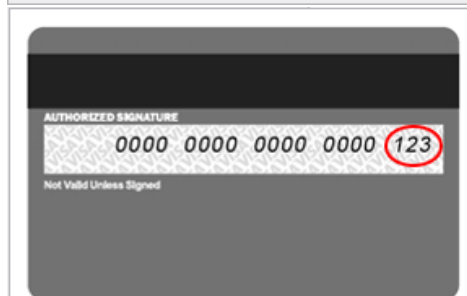 AUTHORIZED SIGNATURE
0000 0000 0000 0000 123
Not Valid Unless Signed